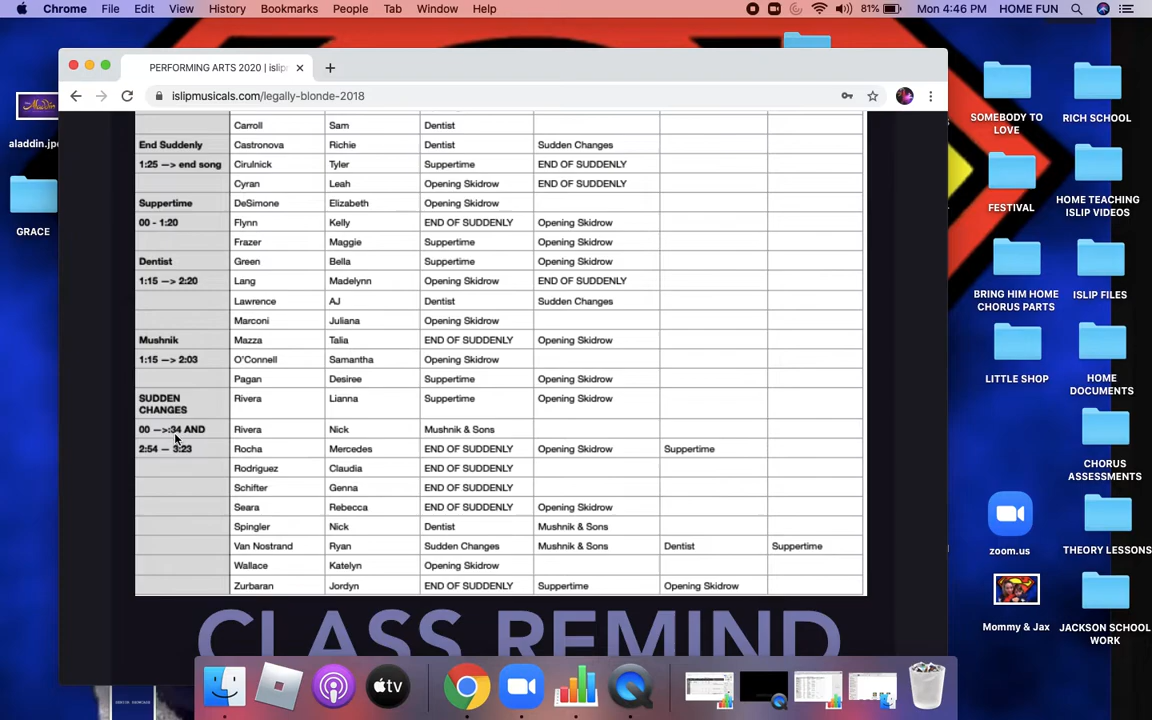 Chrome File Edit View History Bookmarks People Tab Window Help 81% Mon 4:46 PM HOME FUN
PERFORMING ARTS 2020 | islip
islipmusicals.com/legally-blonde-2018
Carroll Sam Dentist
End Suddenly Castronova Richie Dentist Sudden Changes
1:25 —> end song Cirulnick Tyler Suppertime END OF SUDDENLY
Cyran Leah Opening Skidrow END OF SUDDENLY
Suppertime DeSimone Elizabeth Opening Skidrow
00 - 1:20 Flynn Kelly END OF SUDDENLY Opening Skidrow
Frazer Maggie Suppertime Opening Skidrow
Dentist Green Bella Suppertime Opening Skidrow
1:15 —> 2:20 Lang Madelynn Opening Skidrow END OF SUDDENLY
Lawrence AJ Dentist Sudden Changes
Marconi Juliana Opening Skidrow
Mushnik Mazza Talia END OF SUDDENLY Opening Skidrow
1:15 —> 2:03 O'Connell Samantha Opening Skidrow
Pagan Desiree Suppertime Opening Skidrow
SUDDEN CHANGES Rivera Lianna Suppertime Opening Skidrow
00 —>:34 AND Rivera Nick Mushnik & Sons
2:54 — 3:23 Rocha Mercedes END OF SUDDENLY Opening Skidrow Suppertime
Rodriguez Claudia END OF SUDDENLY
Schifter Genna END OF SUDDENLY
Seara Rebecca END OF SUDDENLY Opening Skidrow
Spingler Nick Dentist Mushnik & Sons
Van Nostrand Ryan Sudden Changes Mushnik & Sons Dentist Suppertime
Wallace Katelyn Opening Skidrow
Zurbaran Jordyn END OF SUDDENLY Suppertime Opening Skidrow
CLASS REMIND
aladdin.jp
GRACE
SOMEBODY TO LOVE
RICH SCHOOL
FESTIVAL
HOME TEACHING ISLIP VIDEOS
BRING HIM HOME CHORUS PARTS
ISLIP FILES
LITTLE SHOP
HOME DOCUMENTS
CHORUS ASSESSMENTS
zoom.us
THEORY LESSONS
Mommy & Jax
JACKSON SCHOOL WORK
tv